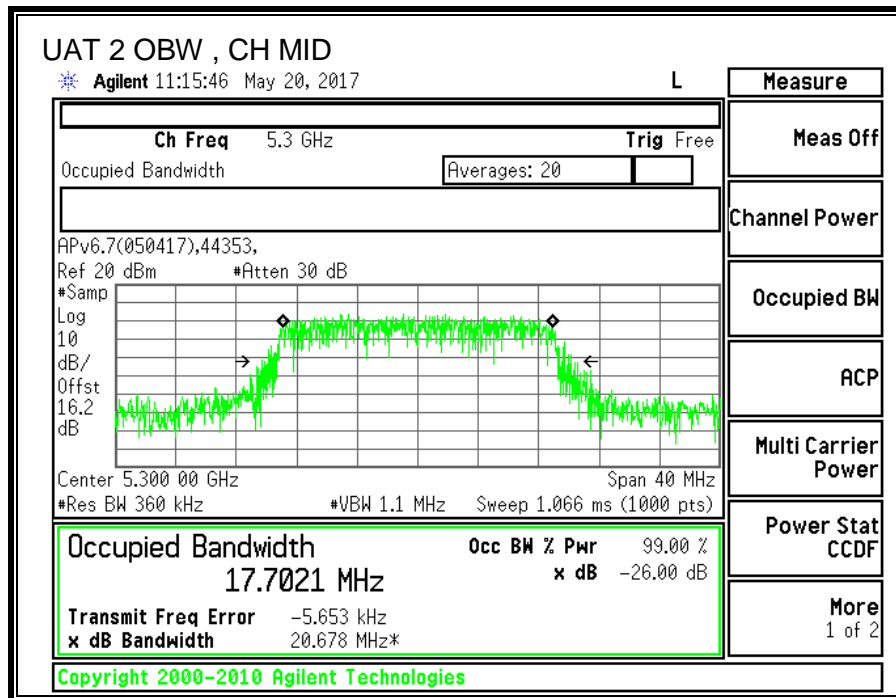 UAT 2 OBW , CH MID
Agilent 11:15:46 May 20, 2017 L
Measure
Ch Freq 5.3 GHz Trig Free
Meas Off
Occupied Bandwidth Averages: 20
Channel Power
APv6.7(050417),44353,
Ref 20 dBm #Atten 30 dB
#Samp
Log
10
dB/
Offst
16.2
dB
Occupied BW
ACP
Multi Carrier
Power
Center 5.300 00 GHz Span 40 MHz
#Res BW 360 kHz #VBW 1.1 MHz Sweep 1.066 ms (1000 pts)
Power Stat
CCDF
Occupied Bandwidth Occ BW % Pwr 99.00 %
17.7021 MHz x dB -26.00 dB
Transmit Freq Error -5.653 kHz
x dB Bandwidth 20.678 MHz*
More
1 of 2
Copyright 2000-2010 Agilent Technologies